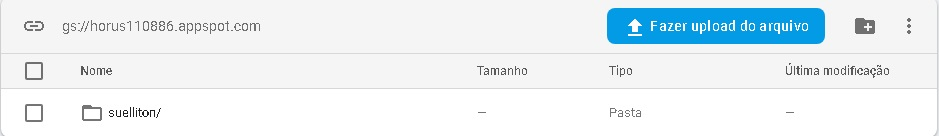 gs://horus110886.appspot.com Fazer upload do arquivo
Nome Tamanho Tipo Última modificação
suelliton/ — Pasta —